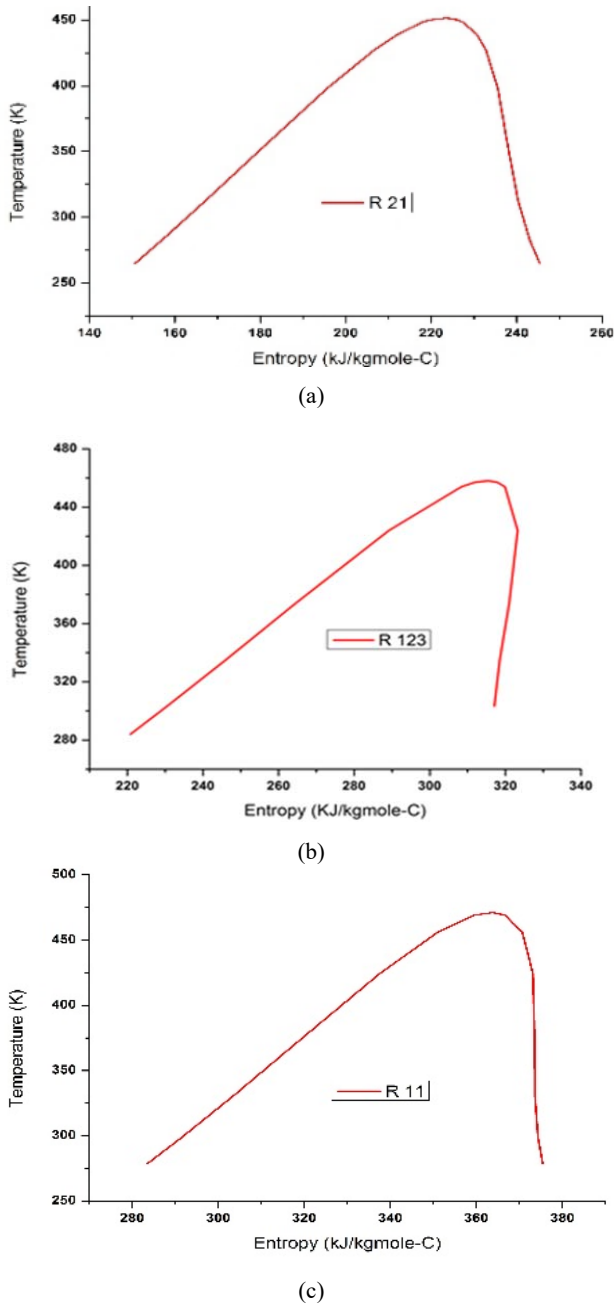 450
400
350
300
250
Temperature (K)
R 21
140 160 180 200 220 240 260
Entropy (kJ/kgmole-C)
(a)
480
440
400
360
320
280
Temperature (K)
R 123
220 240 260 280 300 320 340
Entropy (KJ/kgmole-C)
(b)
500
450
400
350
300
250
Temperature (K)
R 11
280 300 320 340 360 380
Entropy (kJ/kgmole-C)
(c)